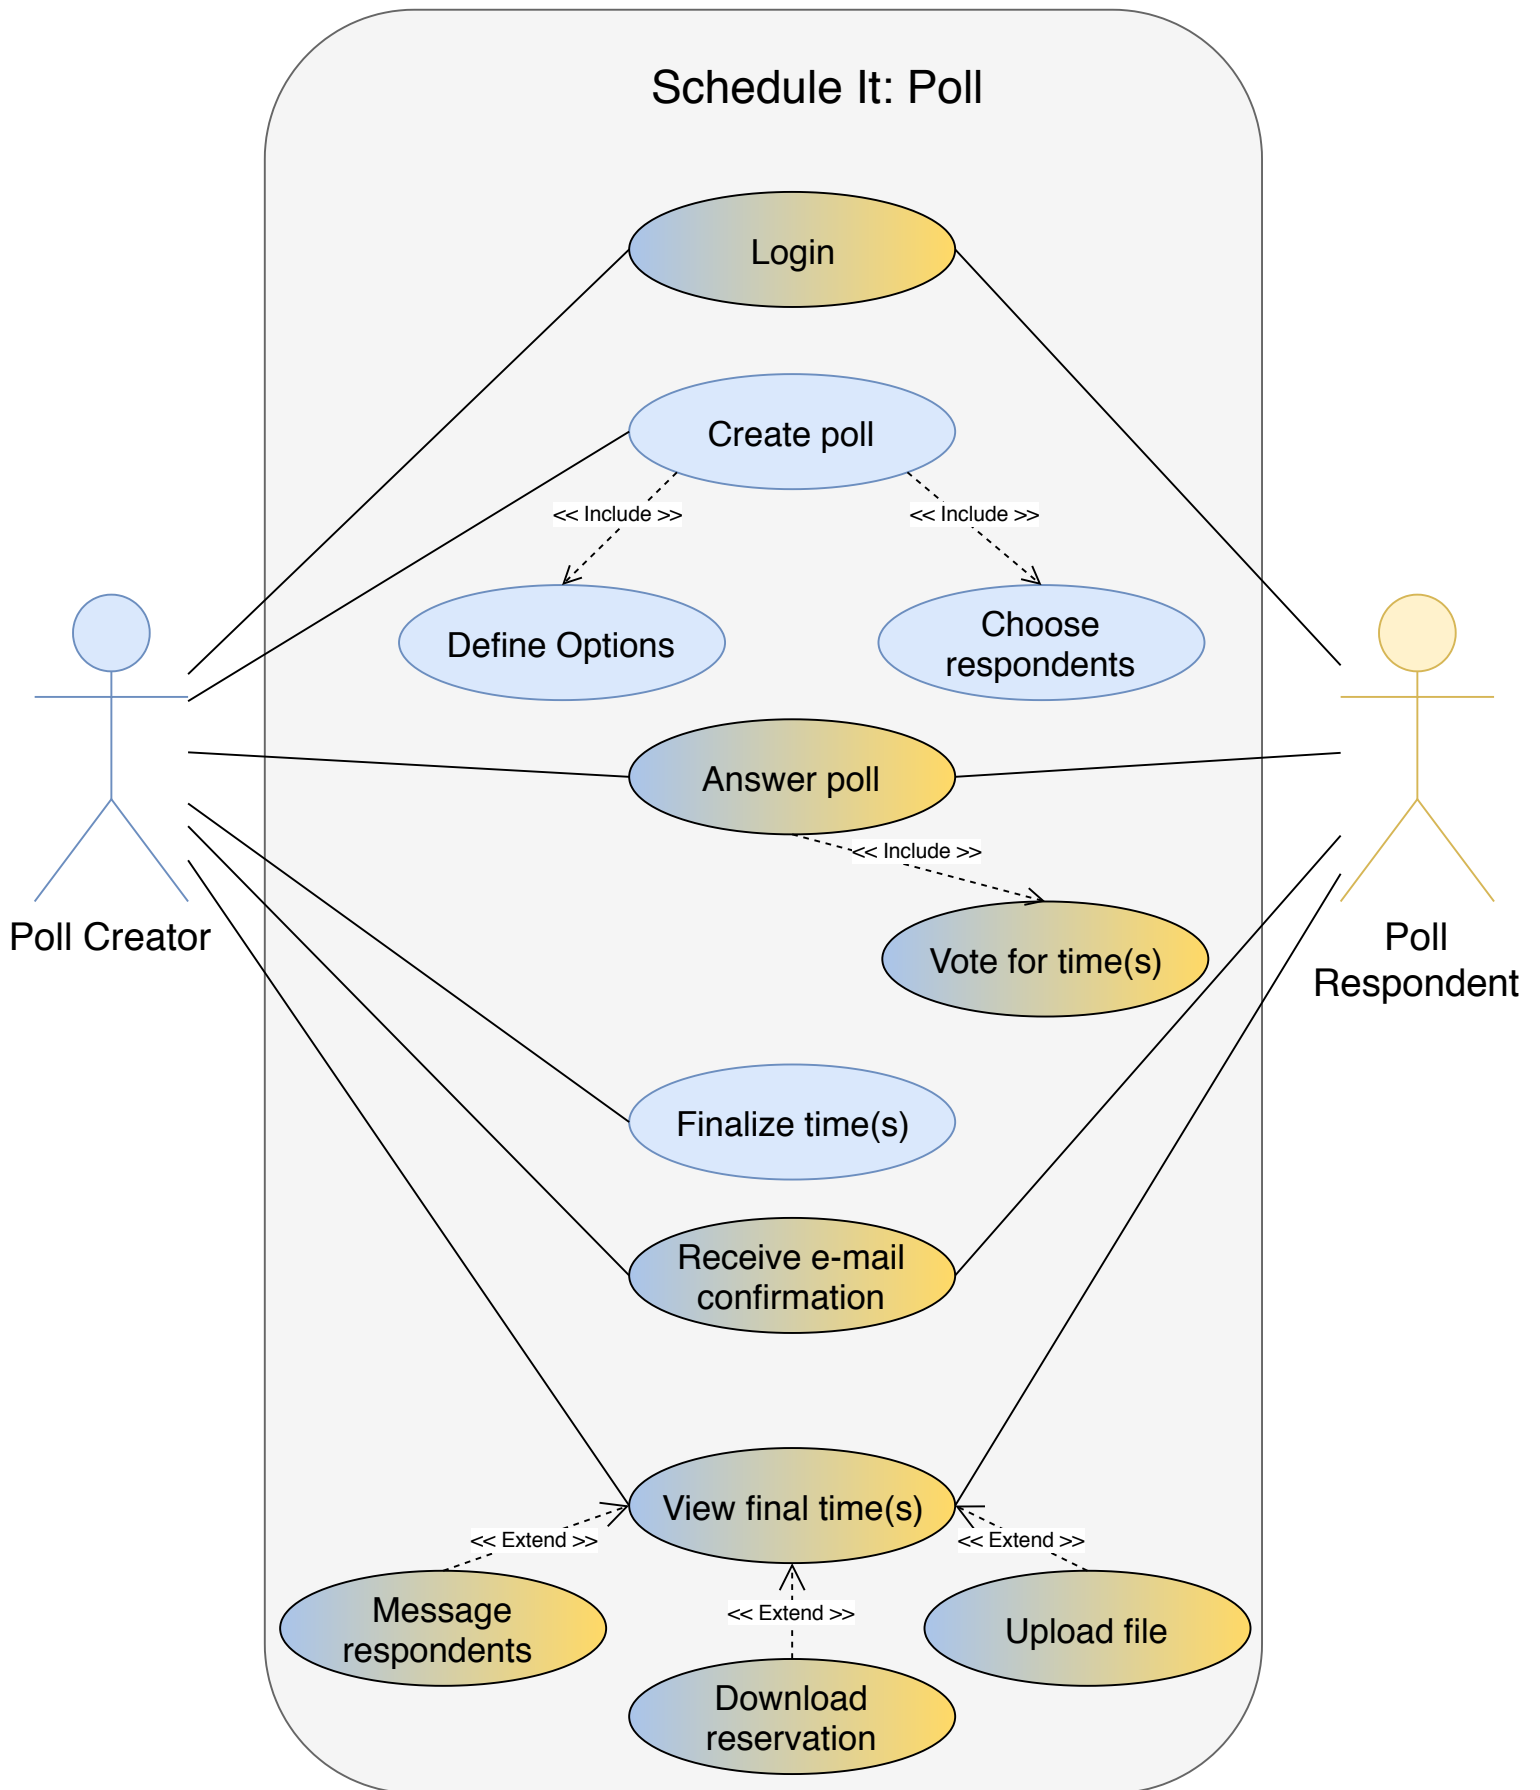 Schedule It: Poll
Login
Create poll
<< Include >>
<< Include >>
Define Options
Choose
respondents
Answer poll
<< Include >>
Poll Creator
Poll
Respondent
Vote for time(s)
Finalize time(s)
Receive e-mail
confirmation
View final time(s)
<< Extend >>
<< Extend >>
<< Extend >>
Message
respondents
Upload file
Download
reservation